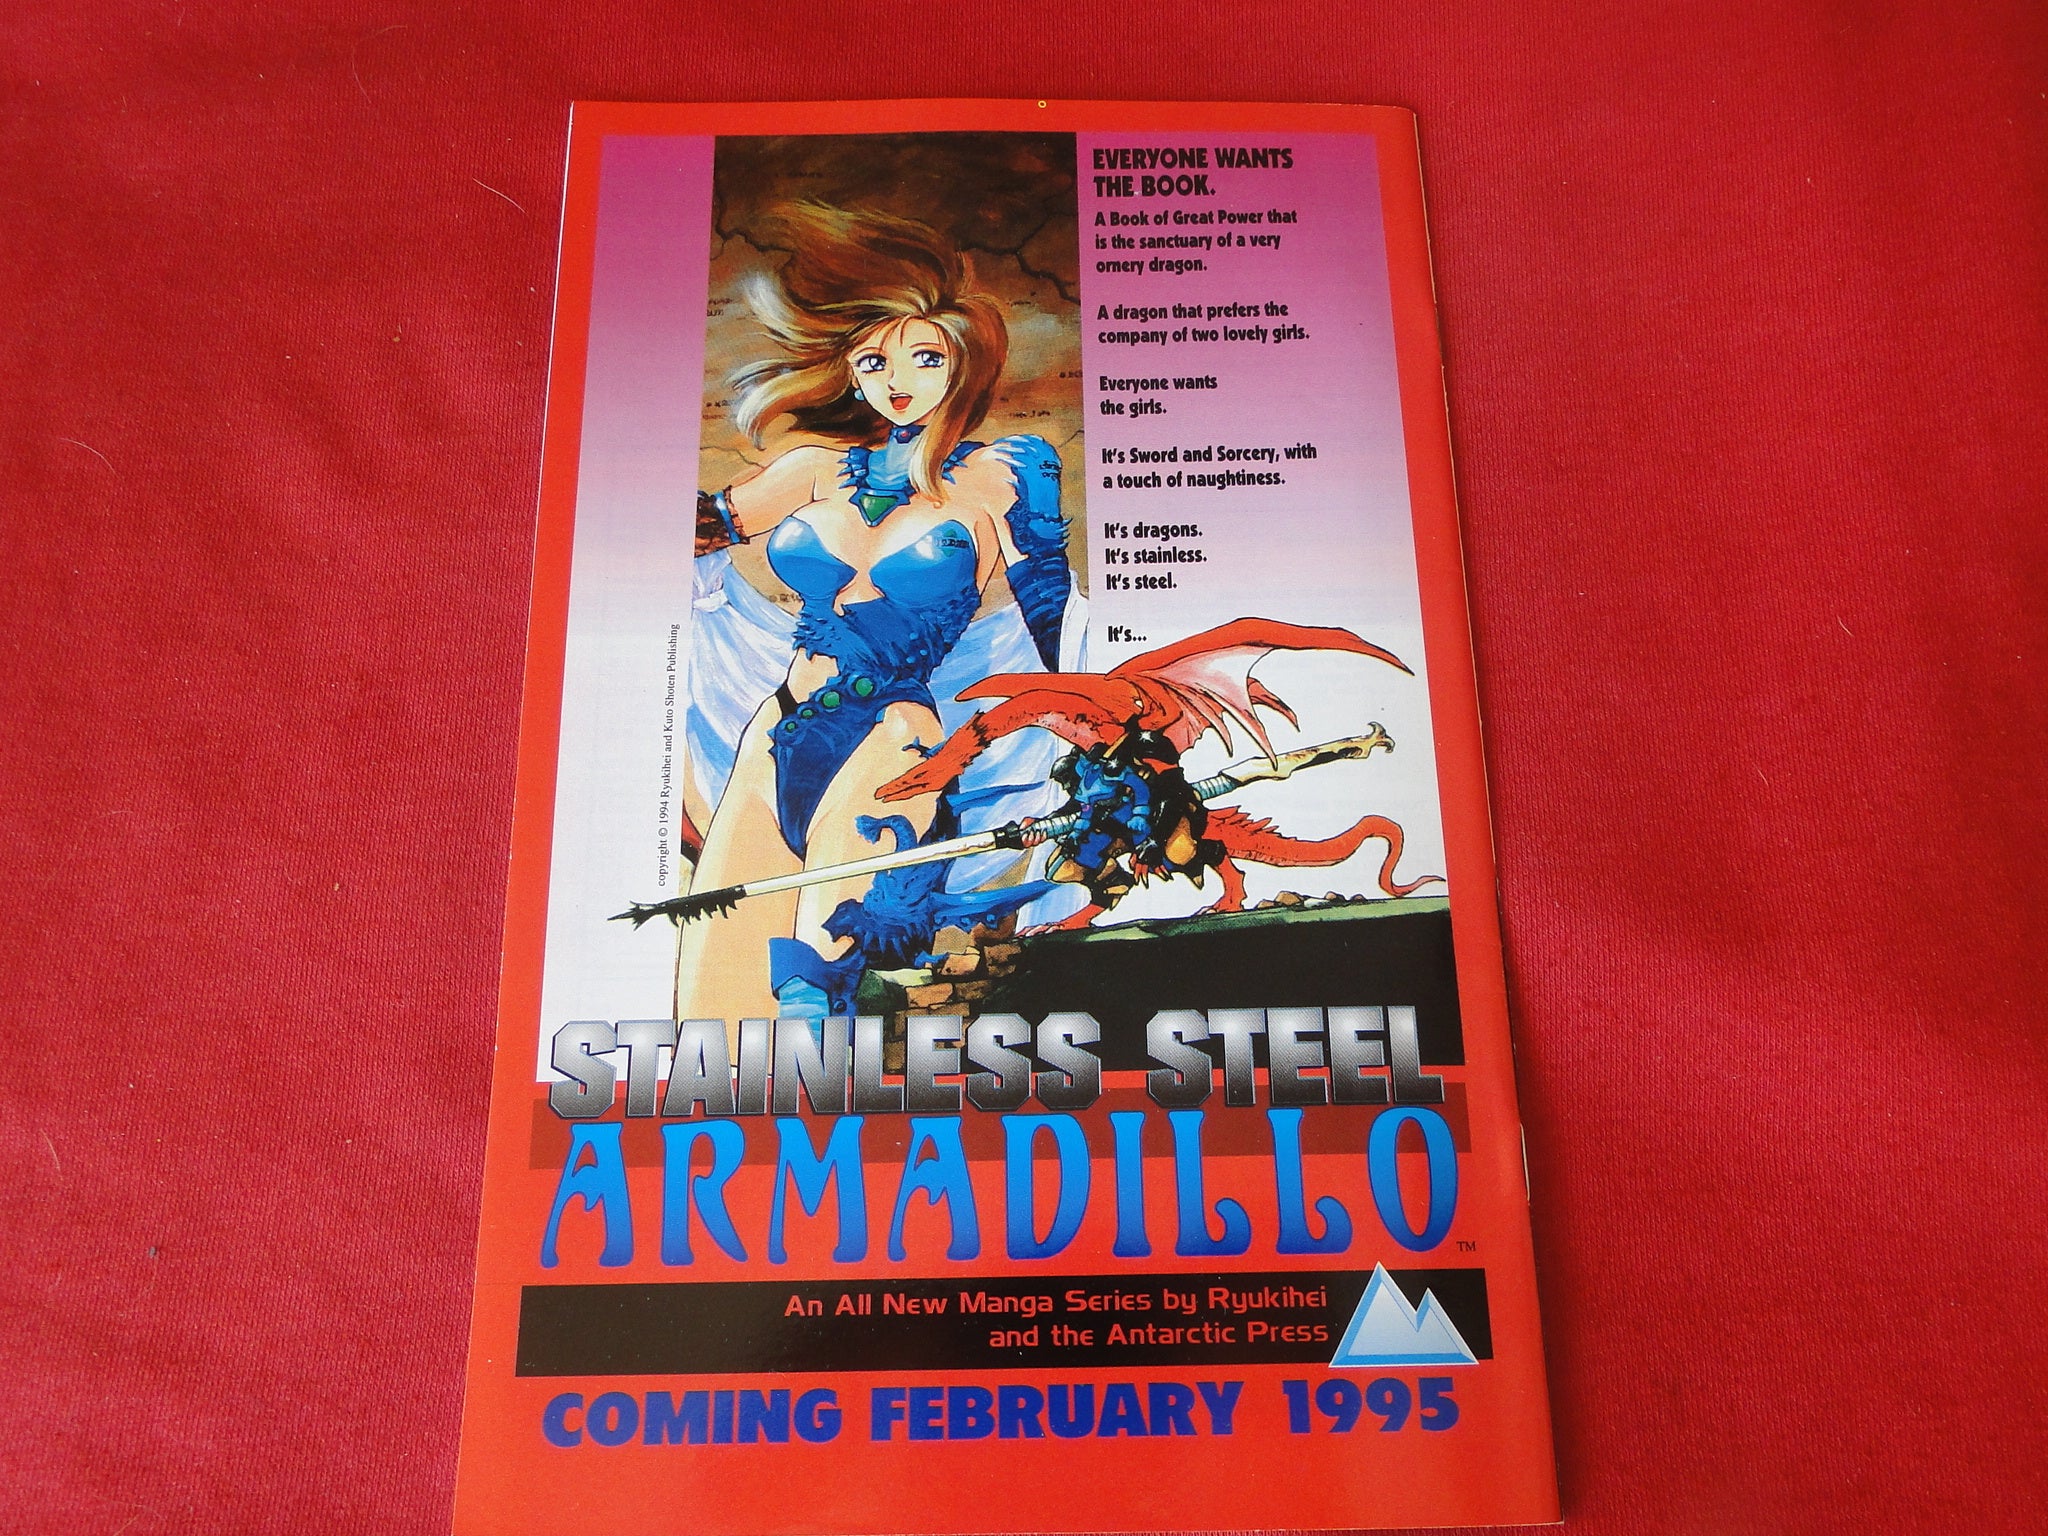 EVERYONE WANTS
THE BOOK.
A Book of Great Power that
is the sanctuary of a very
ornery dragon.
A dragon that prefers the
company of two lovely girls.
Everyone wants
the girls.
It's Sword and Sorcery, with
a touch of naughtiness.
It's dragons.
It's stainless.
It's steel.
It's...
copyright © 1994 Ryukihei and Kuto Shoten Publishing
STAINLESS STEEL
ARMADILLO™
An All New Manga Series by Ryukihei
and the Antarctic Press
COMING FEBRUARY 1995